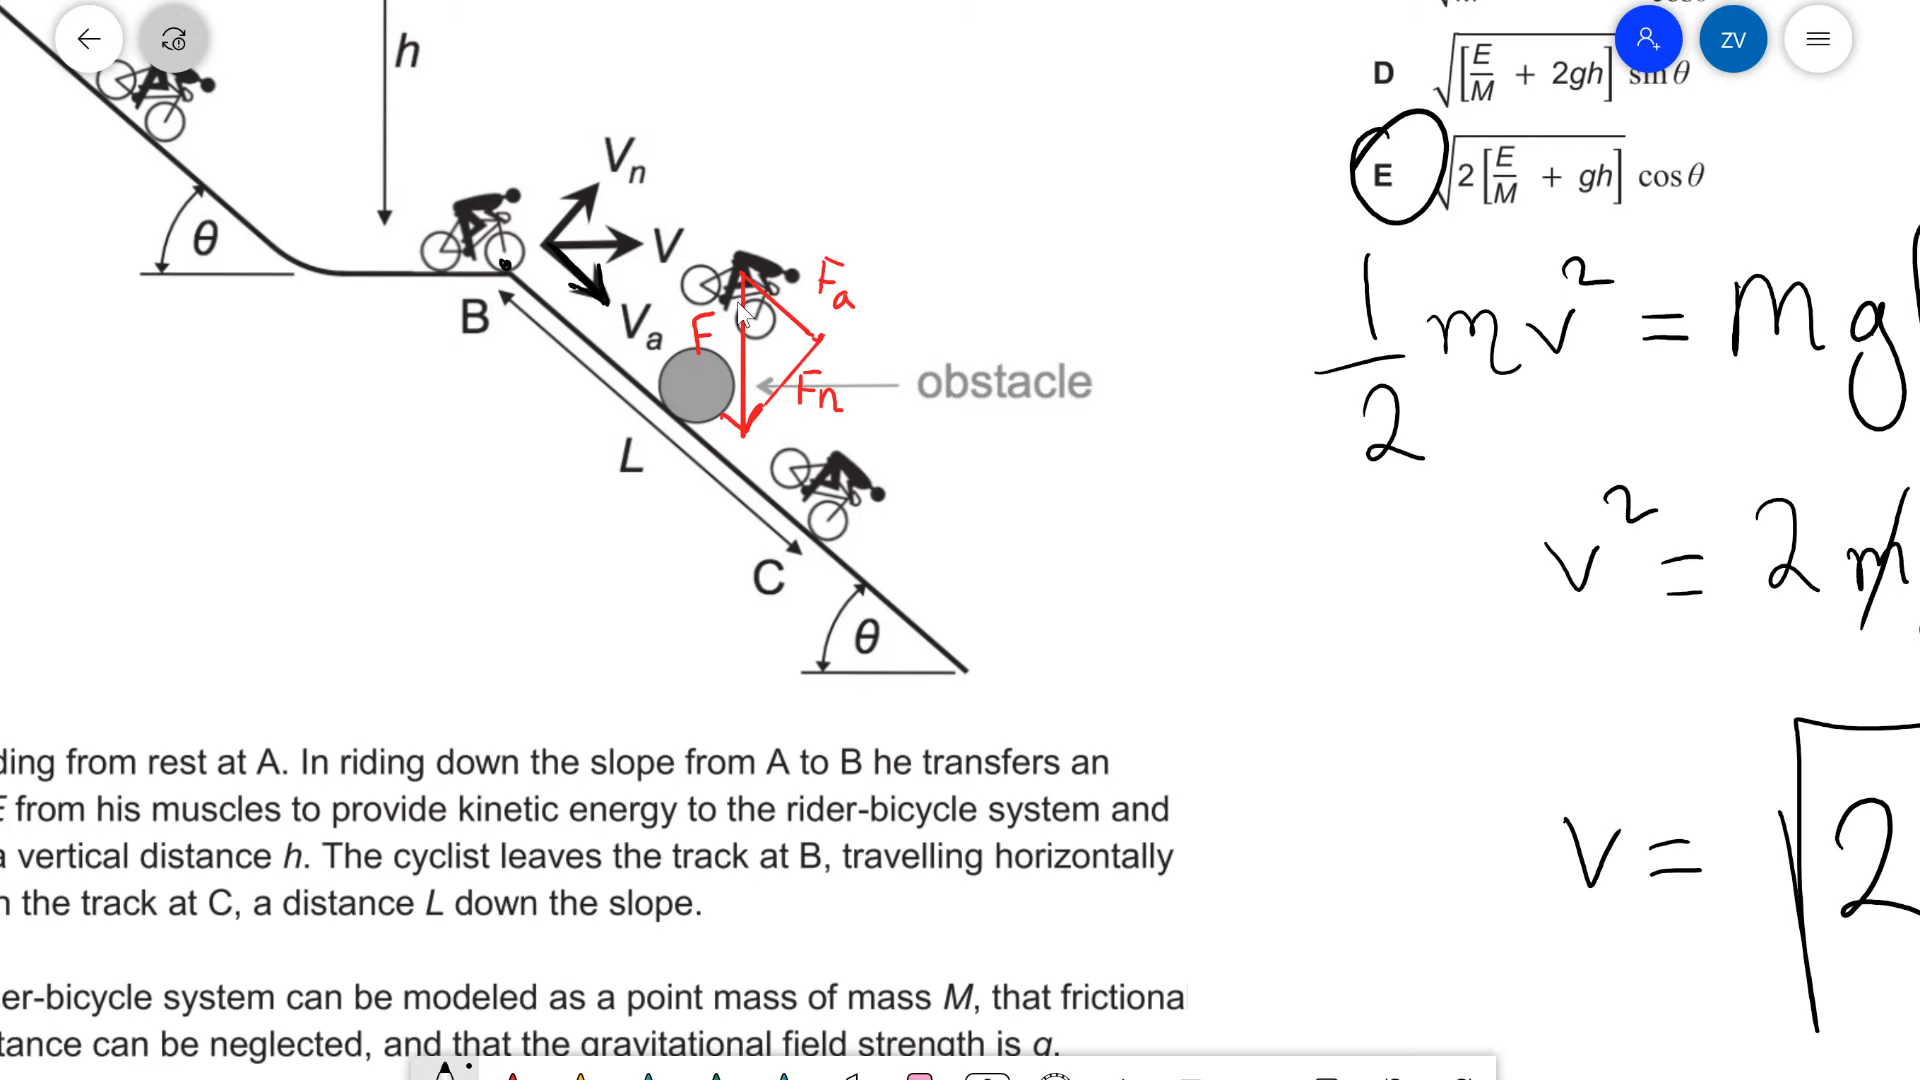 h
ZV
D √[E/M + 2gh] sinθ
E √2[E/M + gh] cosθ
Vn
V
Va
θ
B
Fa
F
Fn
obstacle
L
C
θ
1/2 mv² = mg
v² = 2 m
v = √2
ding from rest at A. In riding down the slope from A to B he transfers an
from his muscles to provide kinetic energy to the rider-bicycle system and
a vertical distance h. The cyclist leaves the track at B, travelling horizontally
n the track at C, a distance L down the slope.
er-bicycle system can be modeled as a point mass of mass M, that frictiona
tance can be neglected, and that the gravitational field strength is g.